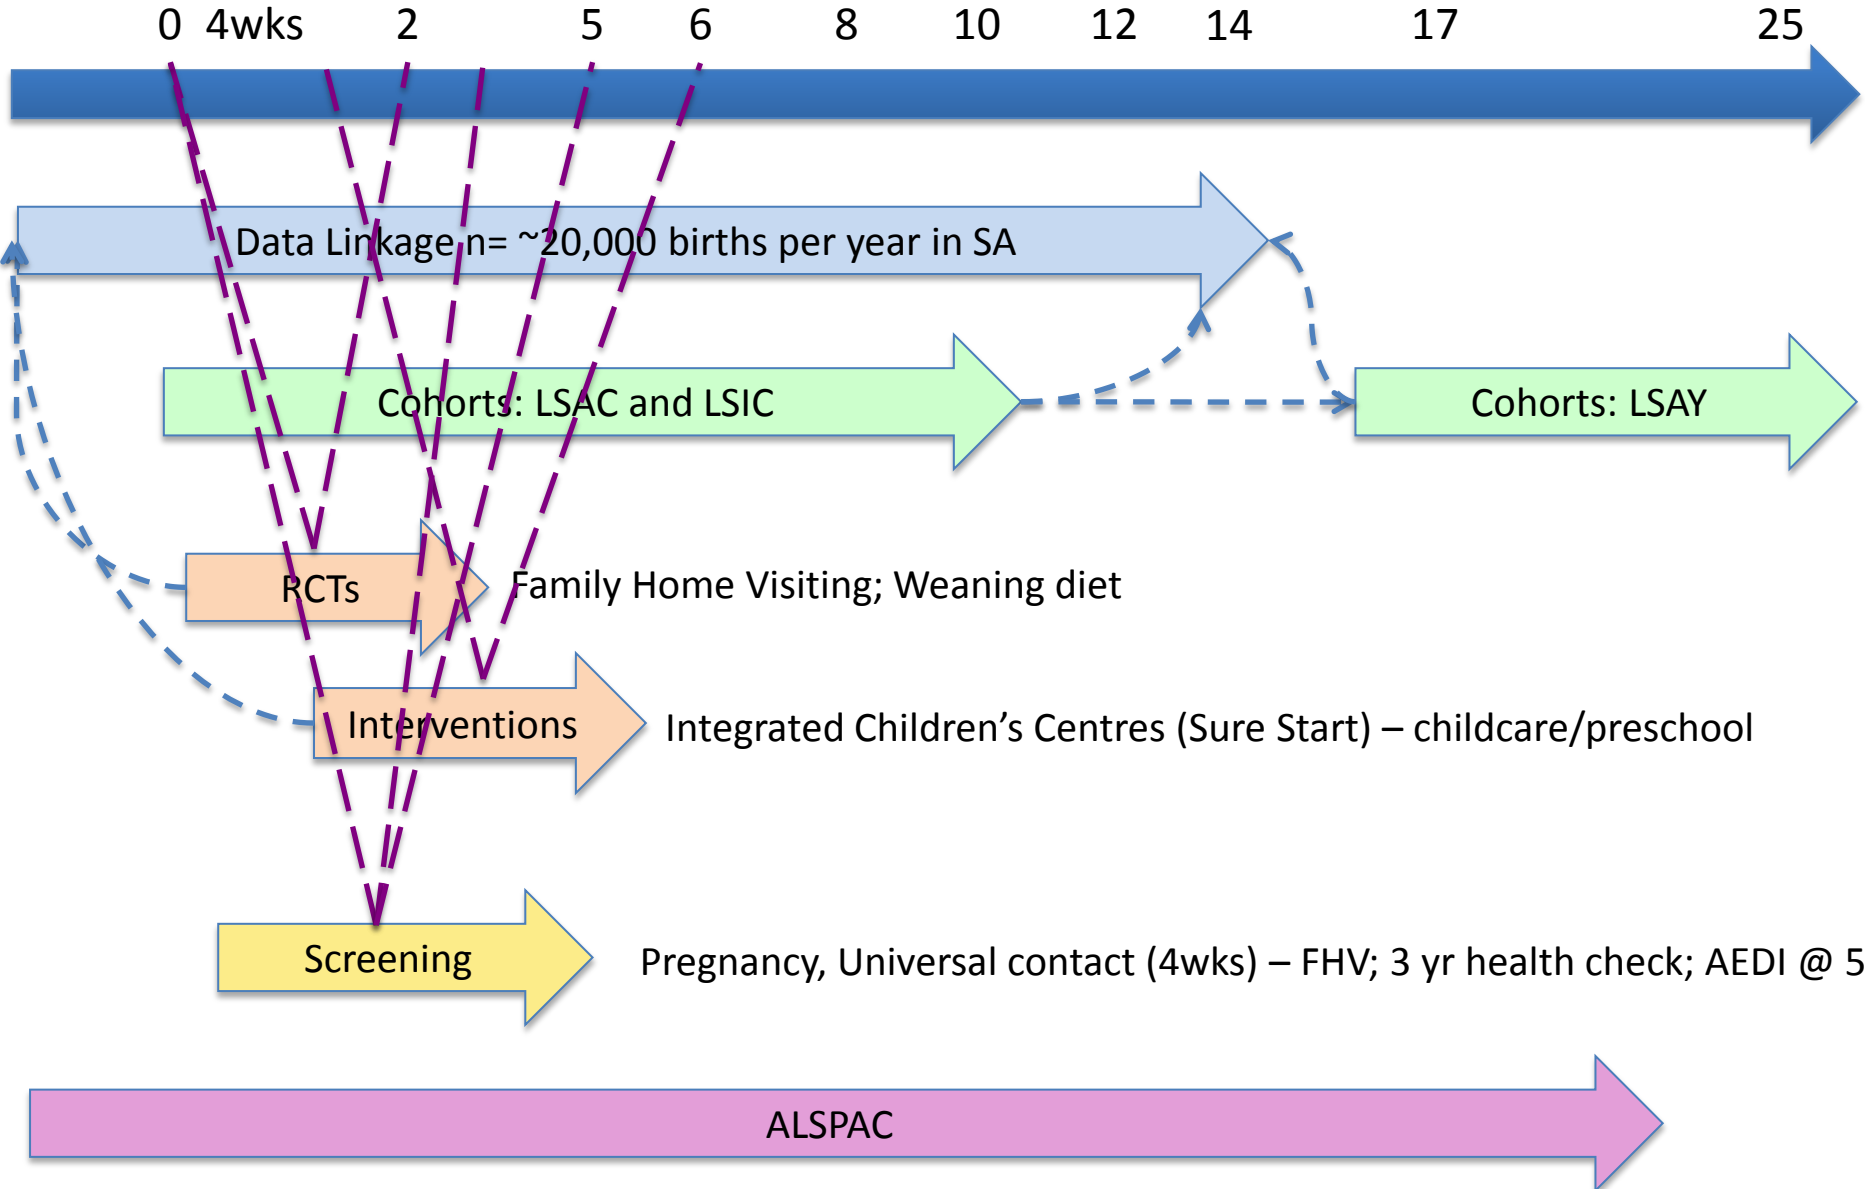 0 4wks 2 5 6 8 10 12 14 17 25
Data Linkage n= ~20,000 births per year in SA
Cohorts: LSAC and LSIC
Cohorts: LSAY
RCTs
Family Home Visiting; Weaning diet
Interventions
Integrated Children’s Centres (Sure Start) – childcare/preschool
Screening
Pregnancy, Universal contact (4wks) – FHV; 3 yr health check; AEDI @ 5
ALSPAC